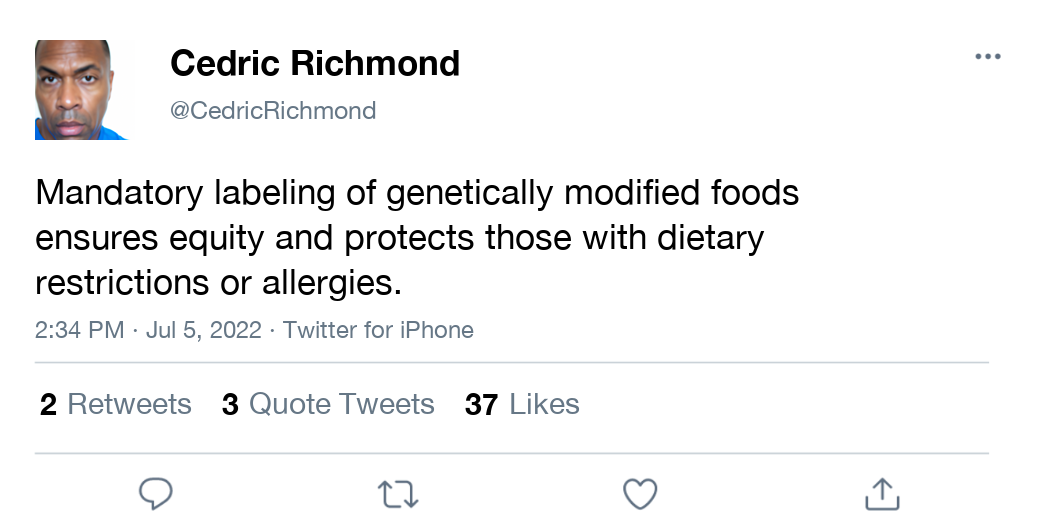 Cedric Richmond
@CedricRichmond
Mandatory labeling of genetically modified foods
ensures equity and protects those with dietary
restrictions or allergies.
2:34 PM · Jul 5, 2022 · Twitter for iPhone
2 Retweets 3 Quote Tweets 37 Likes